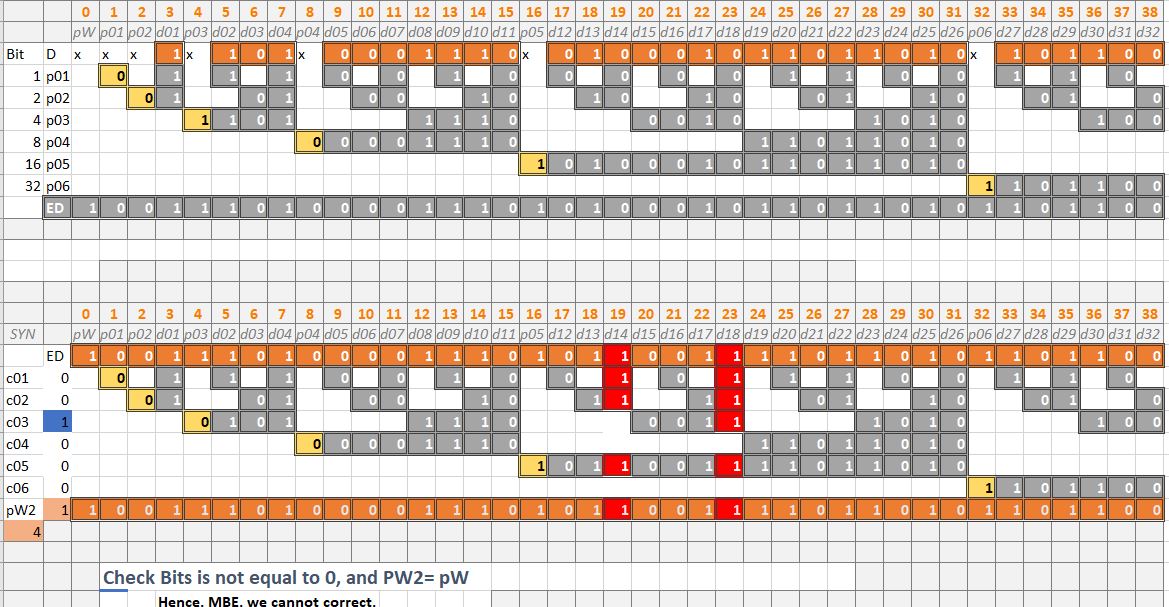 0 1 2 3 4 5 6 7 8 9 10 11 12 13 14 15 16 17 18 19 20 21 22 23 24 25 26 27 28 29 30 31 32 33 34 35 36 37 38
pW p01 p02 d01 p03 d02 d03 d04 p04 d05 d06 d07 d08 d09 d10 d11 p05 d12 d13 d14 d15 d16 d17 d18 d19 d20 d21 d22 d23 d24 d25 d26 p06 d27 d28 d29 d30 d31 d32
Bit D x x x 1 x 1 0 1 x 0 0 0 1 1 1 0 x 0 1 0 0 0 1 0 1 1 0 1 1 0 1 0 x 1 0 1 1 0 0
1 p01 0 1 1 1 0 0 1 0 0 0 0 0 1 1 0 0 1 1 0
2 p02 0 1 0 1 0 0 1 0 1 0 1 0 0 1 1 0 0 1 0
4 p03 1 1 0 1 1 1 1 0 0 0 1 0 1 0 1 0 1 0 0
8 p04 0 0 0 0 1 1 1 0 1 1 0 1 1 0 1 0
16 p05 1 0 1 0 0 0 1 0 1 1 0 1 1 0 1 0
32 p06 1 1 0 1 1 0 0
ED 1 0 0 1 1 1 0 1 0 0 0 0 1 1 1 0 1 0 1 0 0 0 1 0 1 1 0 1 1 0 1 0 1 1 0 1 1 0 0
0 1 2 3 4 5 6 7 8 9 10 11 12 13 14 15 16 17 18 19 20 21 22 23 24 25 26 27 28 29 30 31 32 33 34 35 36 37 38
SYN pW p01 p02 d01 p03 d02 d03 d04 p04 d05 d06 d07 d08 d09 d10 d11 p05 d12 d13 d14 d15 d16 d17 d18 d19 d20 d21 d22 d23 d24 d25 d26 p06 d27 d28 d29 d30 d31 d32
ED 1 0 0 1 1 1 0 1 0 0 0 0 1 1 1 0 1 0 1 1 0 0 1 1 1 1 0 1 1 0 1 0 1 1 0 1 1 0 0
c01 0 0 1 1 1 0 0 1 0 0 1 0 1 1 1 0 0 1 1 0
c02 0 0 1 0 1 0 0 1 0 1 1 1 1 0 1 1 0 0 1 0
c03 1 0 1 0 1 1 1 1 0 0 0 1 1 1 0 1 0 1 0 0
c04 0 0 0 0 0 1 1 1 0 1 1 0 1 1 0 1 0
c05 0 1 0 1 1 0 0 1 1 1 1 0 1 1 0 1 0
c06 0 1 1 0 1 1 0 0
pW2 1 1 0 0 1 1 1 0 1 0 0 0 0 1 1 1 0 1 0 1 1 0 0 1 1 1 1 0 1 1 0 1 0 1 1 0 1 1 0 0
4
Check Bits is not equal to 0, and PW2= pW
Hence, MBE, we cannot correct.